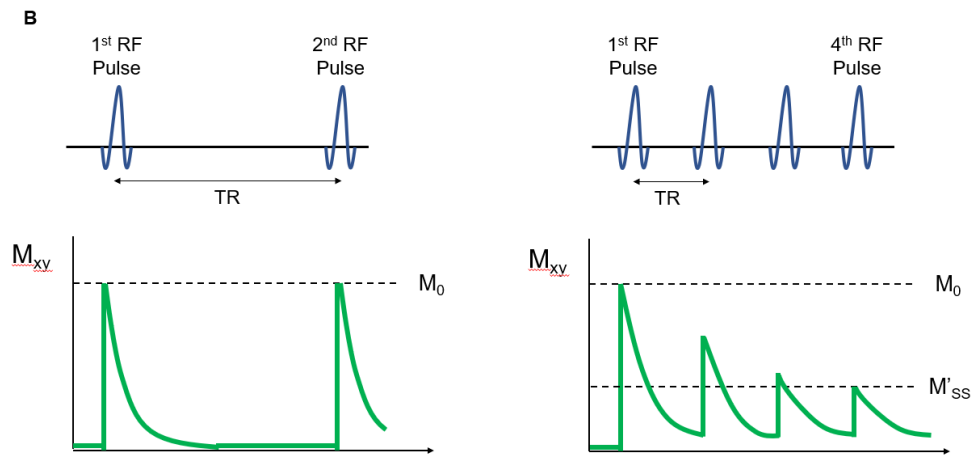 B
1st RF
Pulse
2nd RF
Pulse
1st RF
Pulse
4th RF
Pulse
TR
TR
Mxy
M0
Mxy
M0
M'SS